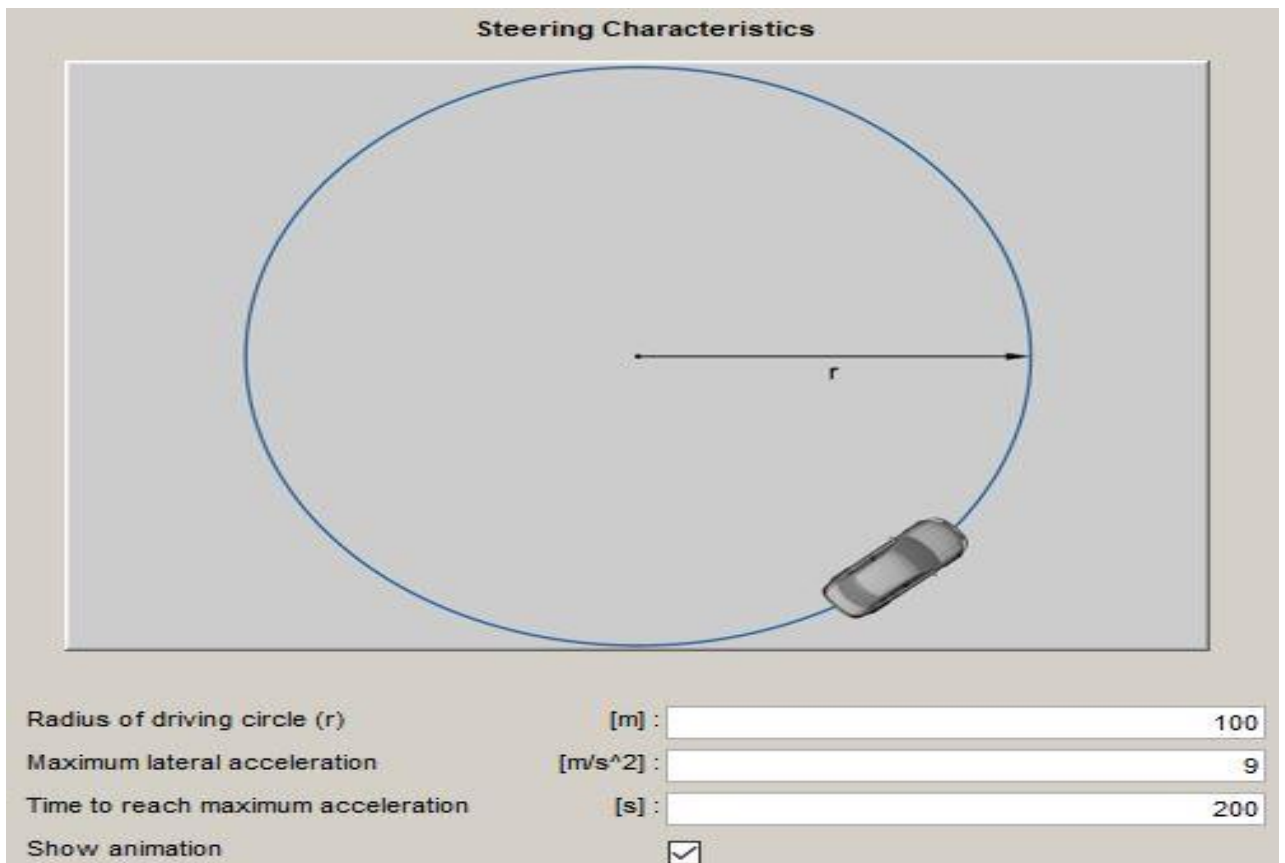 Steering Characteristics
r
Radius of driving circle (r) [m] : 100
Maximum lateral acceleration [m/s^2] : 9
Time to reach maximum acceleration [s] : 200
Show animation